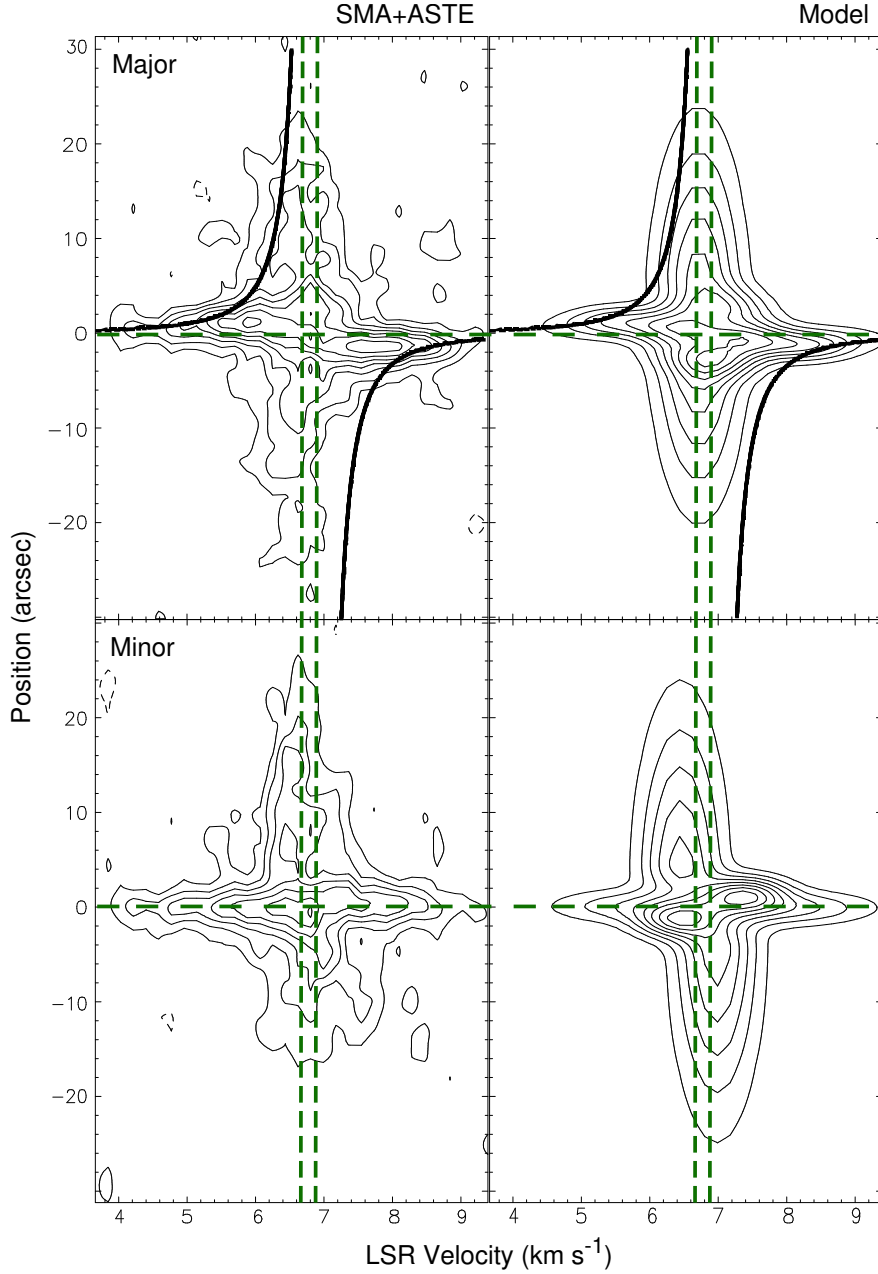 SMA+ASTE Model
Major
30
20
10
0
−10
−20
Minor
20
10
0
−10
−20
Position (arcsec)
4 5 6 7 8 9 4 5 6 7 8 9
LSR Velocity (km s⁻¹)